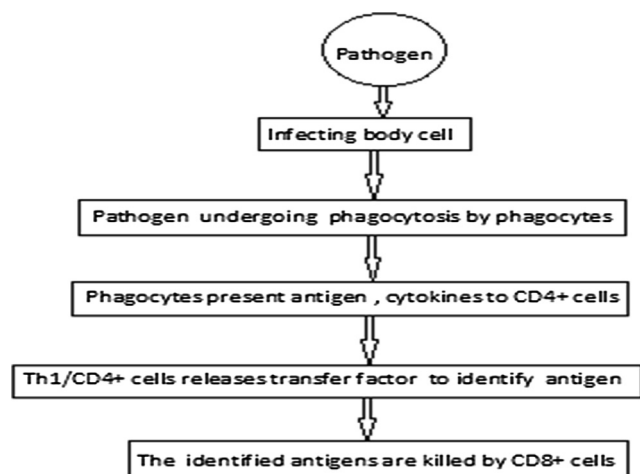 Pathogen
Infecting body cell
Pathogen undergoing phagocytosis by phagocytes
Phagocytes present antigen , cytokines to CD4+ cells
Th1/CD4+ cells releases transfer factor to identify antigen
The identified antigens are killed by CD8+ cells